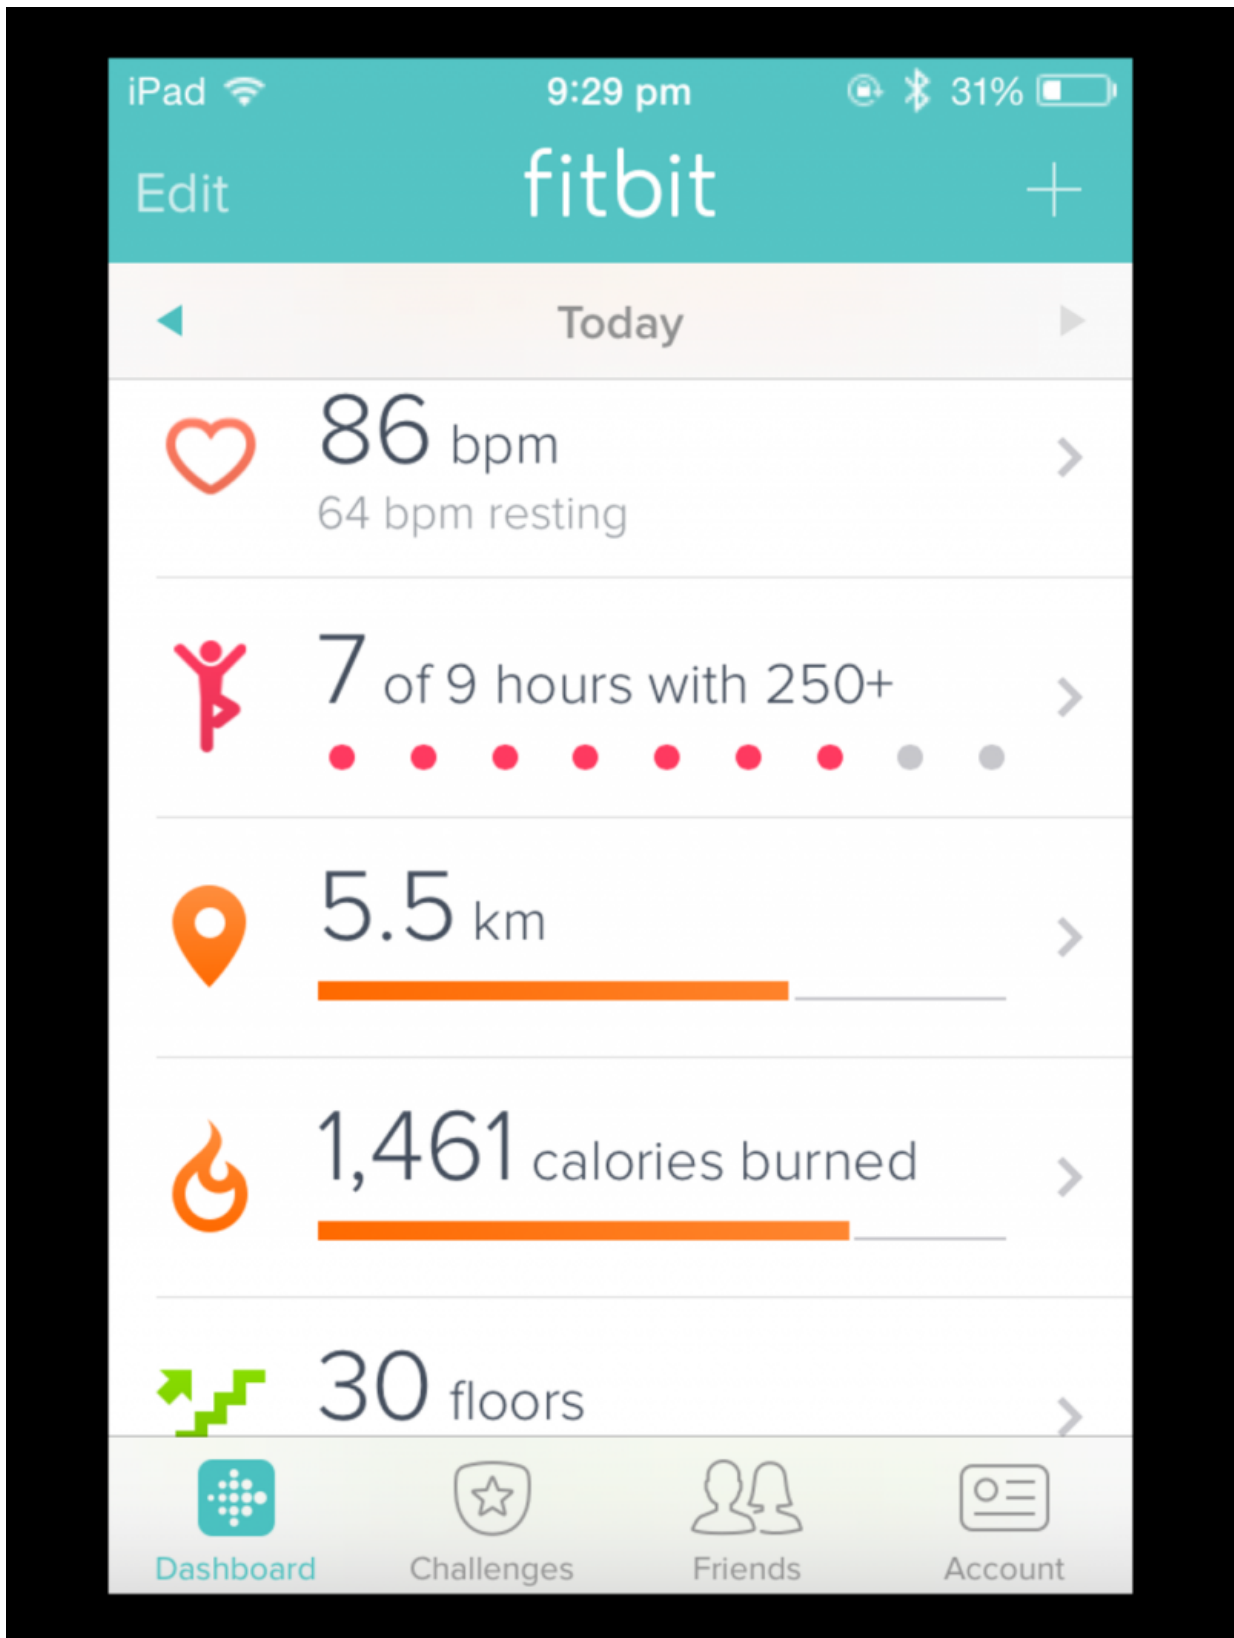 iPad 9:29 pm 31%
Edit fitbit
Today
86 bpm
64 bpm resting
7 of 9 hours with 250+
5.5 km
1,461 calories burned
30 floors
Dashboard Challenges Friends Account